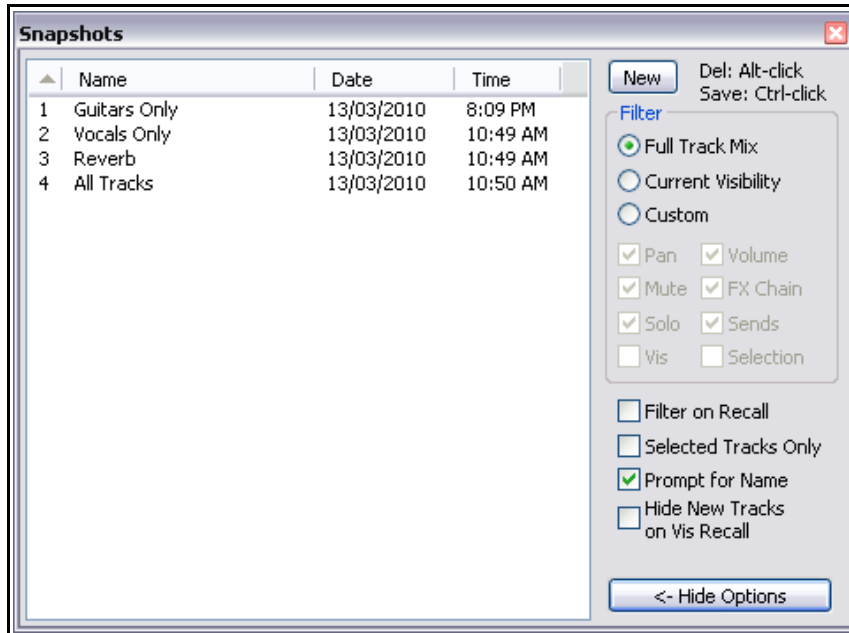 Snapshots
Name Date Time
1 Guitars Only 13/03/2010 8:09 PM
2 Vocals Only 13/03/2010 10:49 AM
3 Reverb 13/03/2010 10:49 AM
4 All Tracks 13/03/2010 10:50 AM
New
Del: Alt-click
Save: Ctrl-click
Filter
Full Track Mix
Current Visibility
Custom
Pan Volume
Mute FX Chain
Solo Sends
Vis Selection
Filter on Recall
Selected Tracks Only
Prompt for Name
Hide New Tracks
on Vis Recall
<- Hide Options